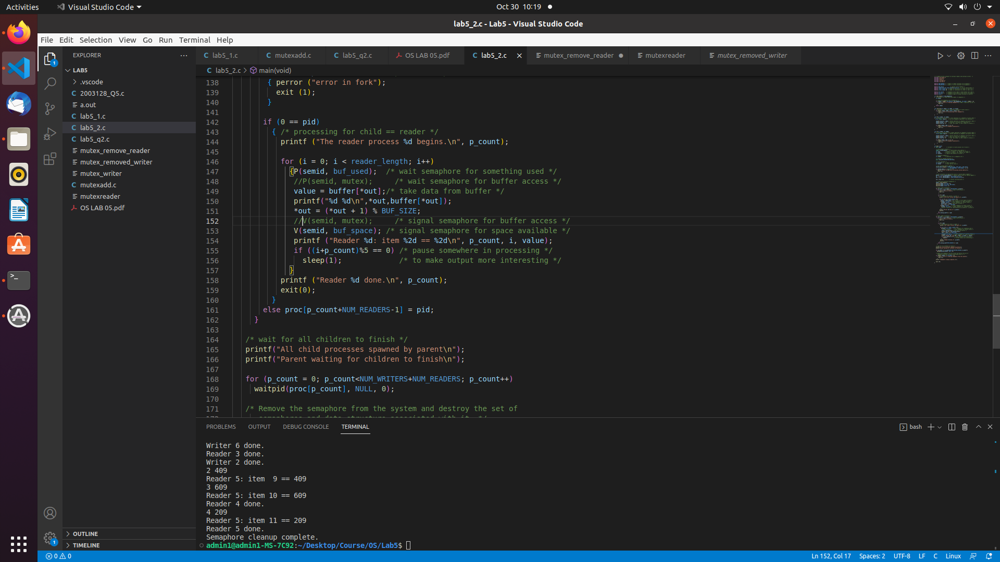 Activities
Visual Studio Code
Oct 30 10:19
lab5_2.c - Lab5 - Visual Studio Code
File Edit Selection View Go Run Terminal Help
EXPLORER
LAB5
.vscode
C 2003128_Q5.c
a.out
C lab5_1.c
C lab5_2.c
C lab5_q2.c
mutex_remove_reader
mutex_removed_writer
mutex_writer
C mutexadd.c
mutexreader
OS LAB 05.pdf
OUTLINE
TIMELINE
C lab5_1.c C mutexadd.c C lab5_q2.c OS LAB 05.pdf C lab5_2.c mutex_remove_reader mutexreader mutex_removed_writer
C lab5_2.c > main(void)
138 { perror ("error in fork");
139 exit (1);
140 }
141
142 if (0 == pid)
143 { /* processing for child == reader */
144 printf ("The reader process %d begins.\n", p_count);
145
146 for (i = 0; i < reader_length; i++)
147 {P(semid, buf_used); /* wait semaphore for something used */
148 //P(semid, mutex); /* wait semaphore for buffer access */
149 value = buffer[*out];/* take data from buffer */
150 printf("%d %d\n",*out,buffer[*out]);
151 *out = (*out + 1) % BUF_SIZE;
152 //V(semid, mutex); /* signal semaphore for buffer access */
153 V(semid, buf_space); /* signal semaphore for space available */
154 printf ("Reader %d: item %2d == %2d\n", p_count, i, value);
155 if ((i+p_count)%5 == 0) /* pause somewhere in processing */
156 sleep(1); /* to make output more interesting */
157 }
158 printf ("Reader %d done.\n", p_count);
159 exit(0);
160 }
161 else proc[p_count+NUM_READERS-1] = pid;
162 }
163
164 /* wait for all children to finish */
165 printf("All child processes spawned by parent\n");
166 printf("Parent waiting for children to finish\n");
167
168 for (p_count = 0; p_count<NUM_WRITERS+NUM_READERS; p_count++)
169 waitpid(proc[p_count], NULL, 0);
170
171 /* Remove the semaphore from the system and destroy the set of
PROBLEMS OUTPUT DEBUG CONSOLE TERMINAL
bash
Writer 6 done.
Reader 3 done.
Writer 2 done.
2 409
Reader 5: item  9 == 409
3 609
Reader 5: item 10 == 609
Reader 4 done.
4 209
Reader 5: item 11 == 209
Reader 5 done.
Semaphore cleanup complete.
admin1@admin1-MS-7C92:~/Desktop/Course/OS/Lab5$
0 0
Ln 152, Col 17 Spaces: 2 UTF-8 LF C Linux